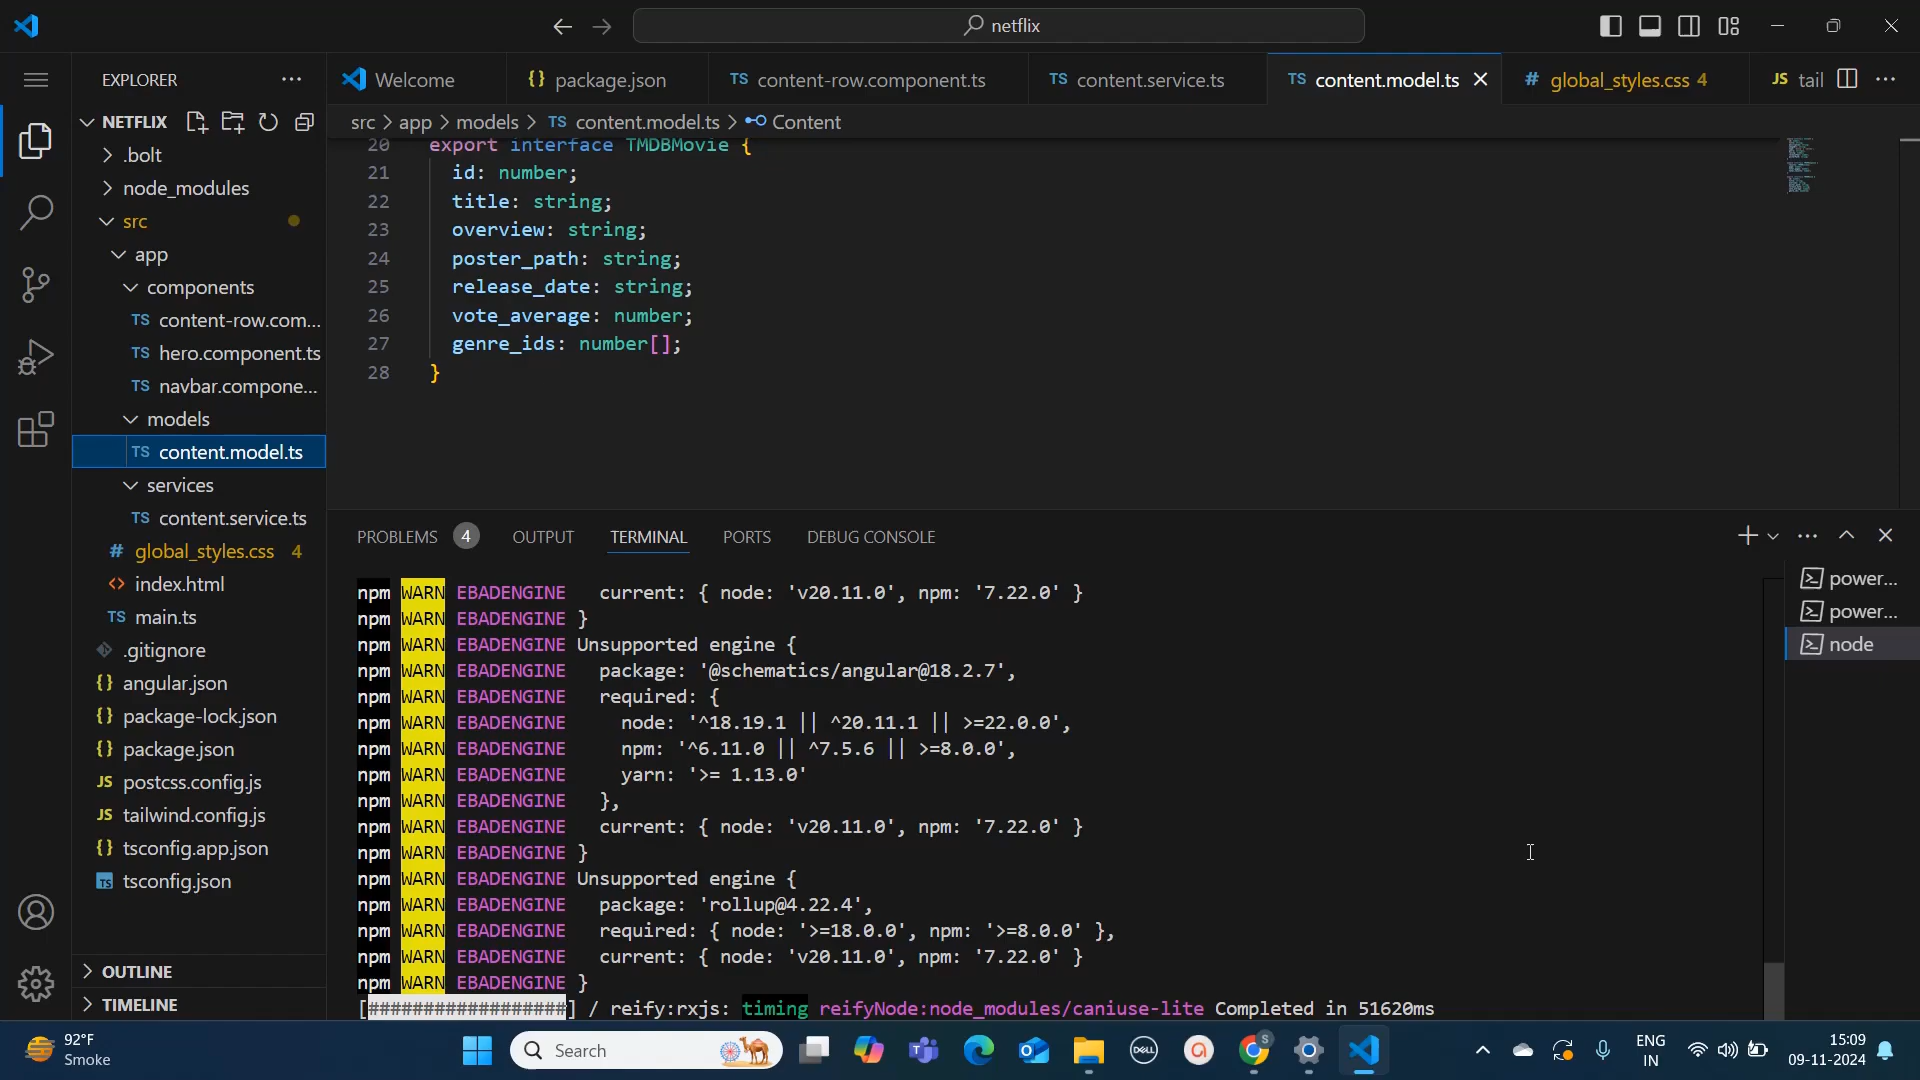 netflix
EXPLORER
Welcome
package.json
content-row.component.ts
content.service.ts
content.model.ts
global_styles.css 4
tail
NETFLIX
src > app > models > TS content.model.ts > Content
.bolt
node_modules
src
app
components
TS content-row.com...
TS hero.component.ts
TS navbar.compone...
models
TS content.model.ts
services
TS content.service.ts
# global_styles.css 4
<> index.html
TS main.ts
.gitignore
{} angular.json
{} package-lock.json
{} package.json
JS postcss.config.js
JS tailwind.config.js
{} tsconfig.app.json
TS tsconfig.json
OUTLINE
TIMELINE
20 export interface TMDBMovie {
21 id: number;
22 title: string;
23 overview: string;
24 poster_path: string;
25 release_date: string;
26 vote_average: number;
27 genre_ids: number[];
28 }
PROBLEMS 4 OUTPUT TERMINAL PORTS DEBUG CONSOLE
npm WARN EBADENGINE   current: { node: 'v20.11.0', npm: '7.22.0' }
npm WARN EBADENGINE }
npm WARN EBADENGINE Unsupported engine {
npm WARN EBADENGINE   package: '@schematics/angular@18.2.7',
npm WARN EBADENGINE   required: {
npm WARN EBADENGINE     node: '^18.19.1 || ^20.11.1 || >=22.0.0',
npm WARN EBADENGINE     npm: '^6.11.0 || ^7.5.6 || >=8.0.0',
npm WARN EBADENGINE     yarn: '>= 1.13.0'
npm WARN EBADENGINE   },
npm WARN EBADENGINE   current: { node: 'v20.11.0', npm: '7.22.0' }
npm WARN EBADENGINE }
npm WARN EBADENGINE Unsupported engine {
npm WARN EBADENGINE   package: 'rollup@4.22.4',
npm WARN EBADENGINE   required: { node: '>=18.0.0', npm: '>=8.0.0' },
npm WARN EBADENGINE   current: { node: 'v20.11.0', npm: '7.22.0' }
npm WARN EBADENGINE }
[##################] / reify:rxjs: timing reifyNode:node_modules/caniuse-lite Completed in 51620ms
power...
power...
node
92°F
Smoke
Search
DELL
ENG
IN
15:09
09-11-2024